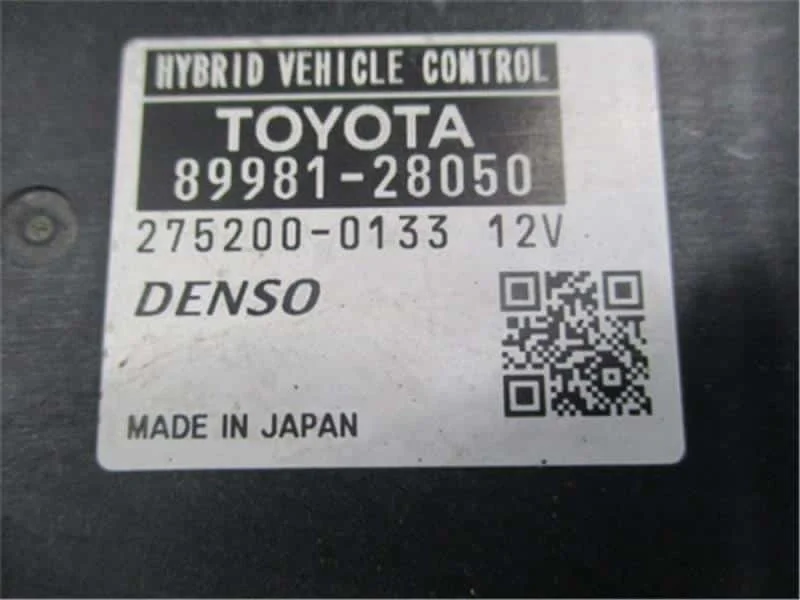 HYBRID VEHICLE CONTROL
TOYOTA
89981-28050
275200-0133 12V
DENSO
MADE IN JAPAN